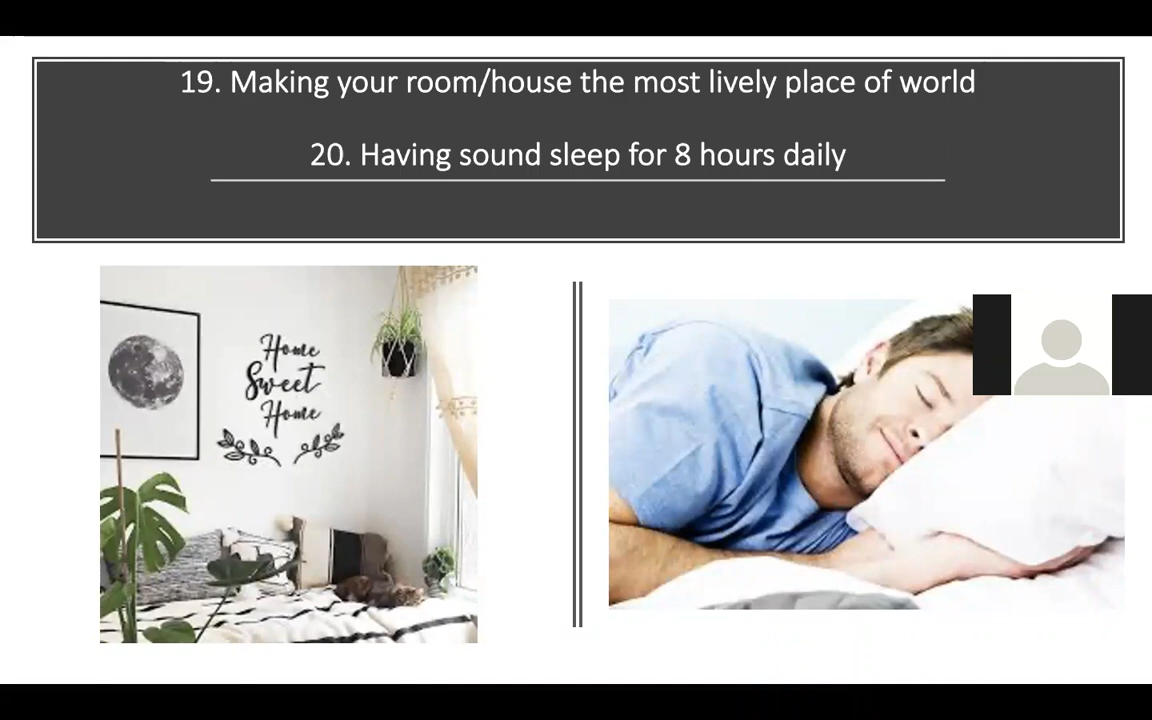 19. Making your room/house the most lively place of world
20. Having sound sleep for 8 hours daily
Home
Sweet
Home